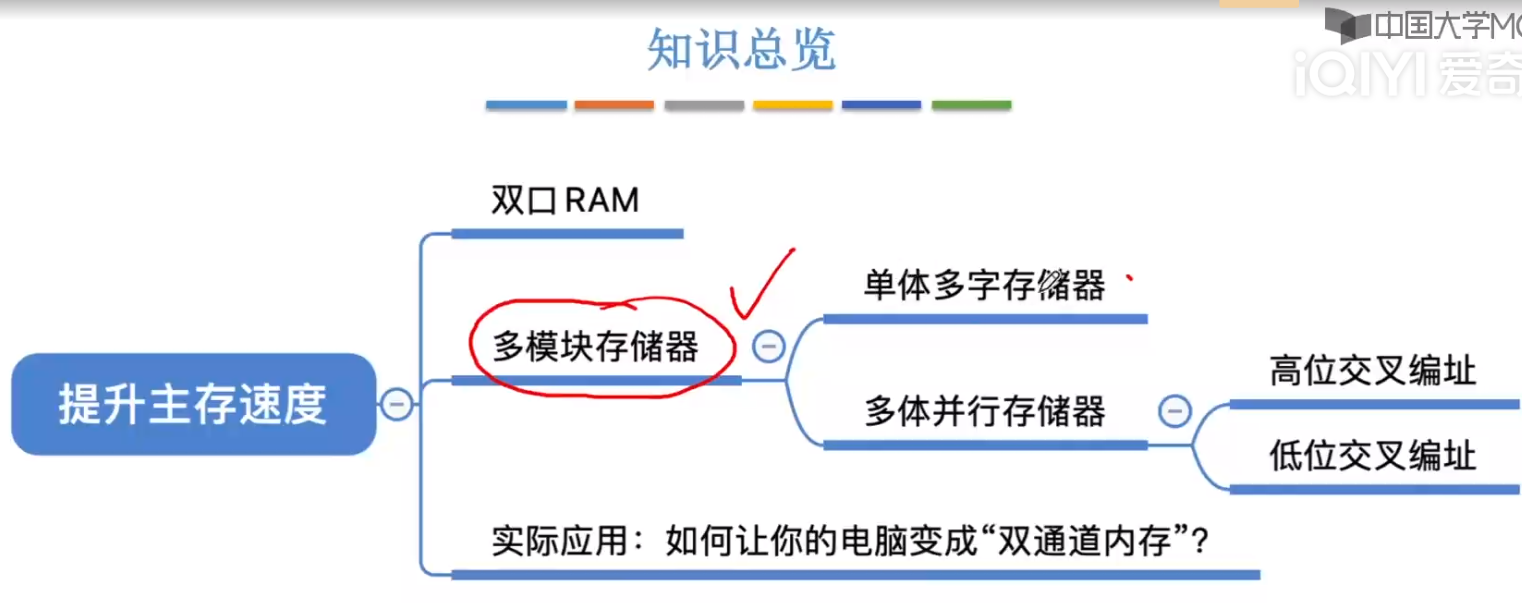 中国大学MO
iQIYI 爱奇
知识总览
双口 RAM
单体多字存储器
多模块存储器
高位交叉编址
提升主存速度
多体并行存储器
低位交叉编址
实际应用：如何让你的电脑变成“双通道内存”？